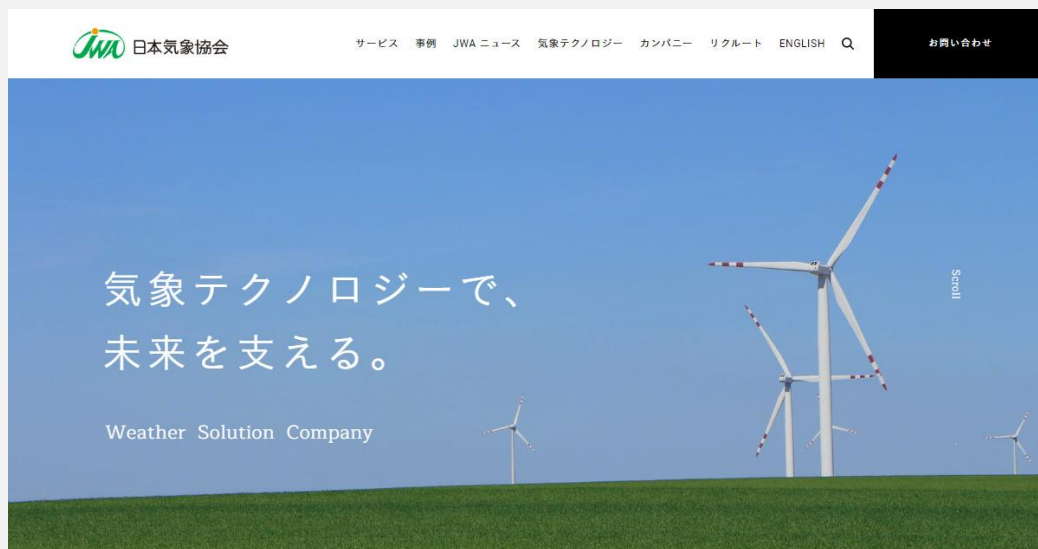 JWA 日本気象協会
サービス 事例 JWA ニュース 気象テクノロジー カンパニー リクルート ENGLISH
お問い合わせ
気象テクノロジーで、
未来を支える。
Scroll
Weather Solution Company